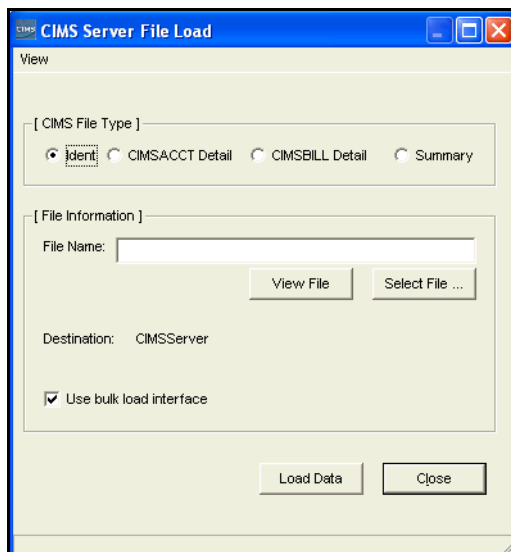 CIMS CIMS Server File Load
View
[ CIMS File Type ]
Ident CIMSACCT Detail CIMSBILL Detail Summary
[ File Information ]
File Name:
View File Select File ...
Destination: CIMSServer
Use bulk load interface
Load Data Close